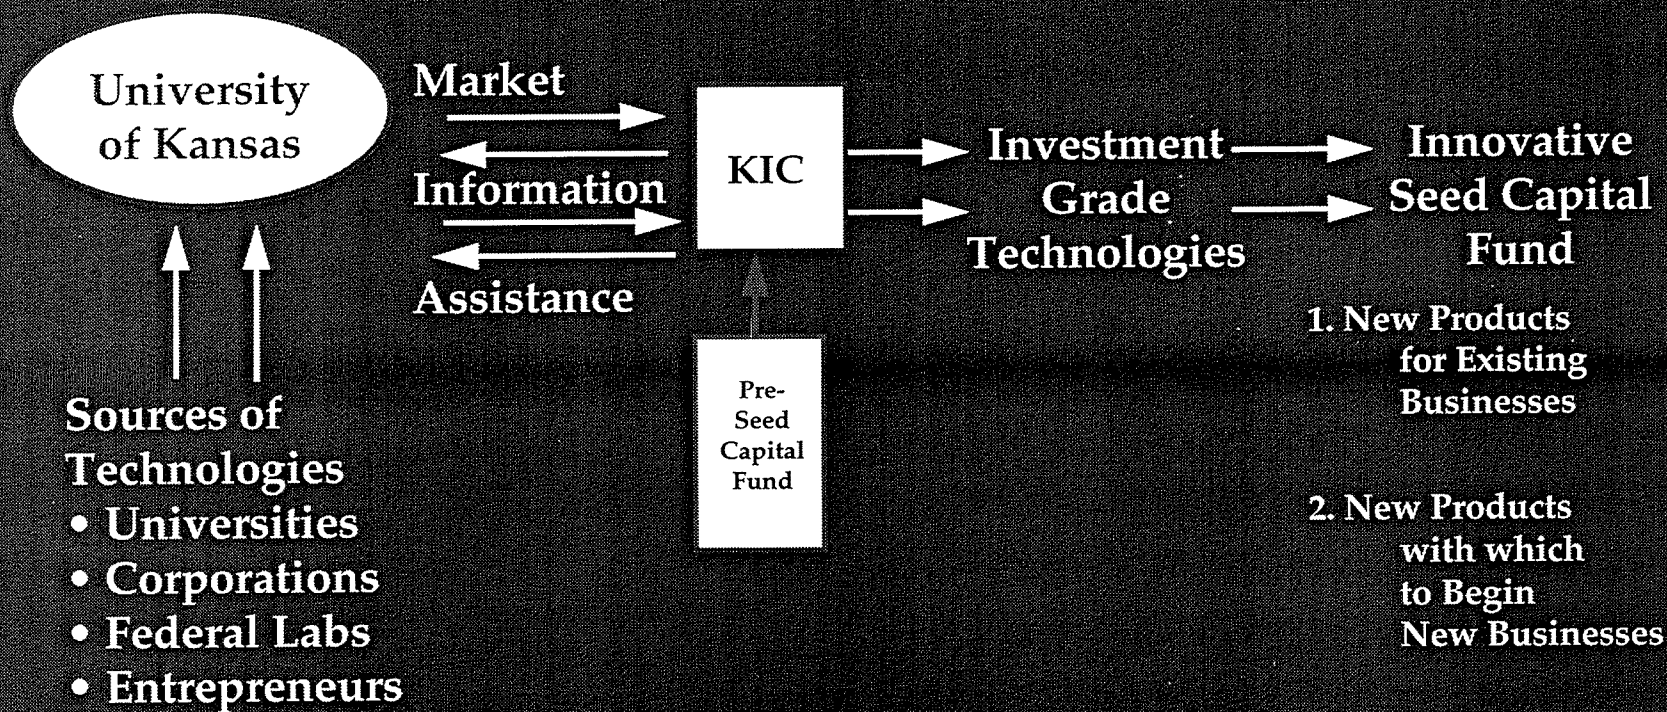 University
of Kansas
Market
Information
Assistance
KIC
Pre-
Seed
Capital
Fund
Investment
Grade
Technologies
Innovative
Seed Capital
Fund
1. New Products
for Existing
Businesses
2. New Products
with which
to Begin
New Businesses
Sources of
Technologies
• Universities
• Corporations
• Federal Labs
• Entrepreneurs